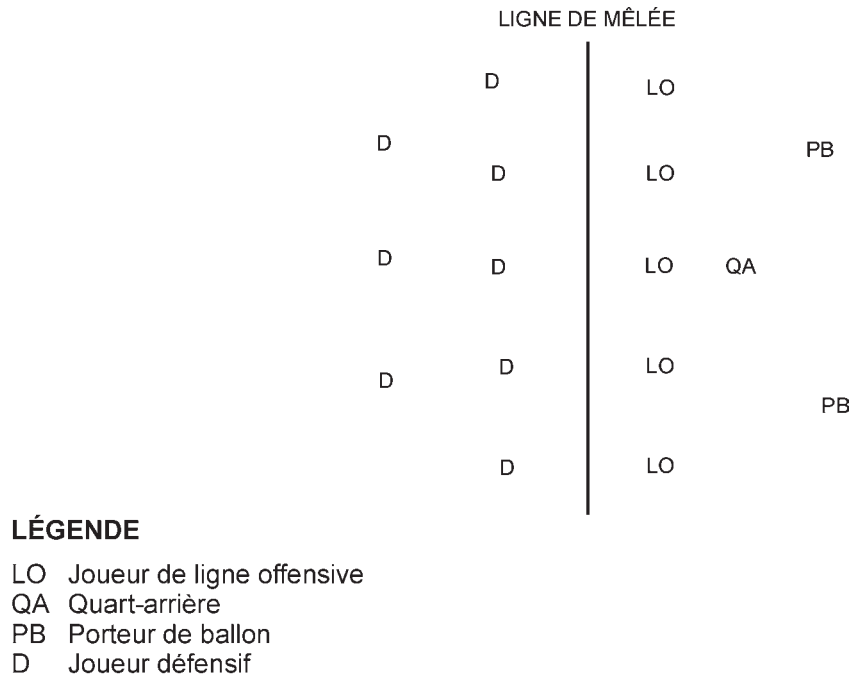 LIGNE DE MÊLÉE
D LO
D PB
D LO
D D LO QA
D LO
D PB
D LO
LÉGENDE
LO Joueur de ligne offensive
QA Quart-arrière
PB Porteur de ballon
D Joueur défensif